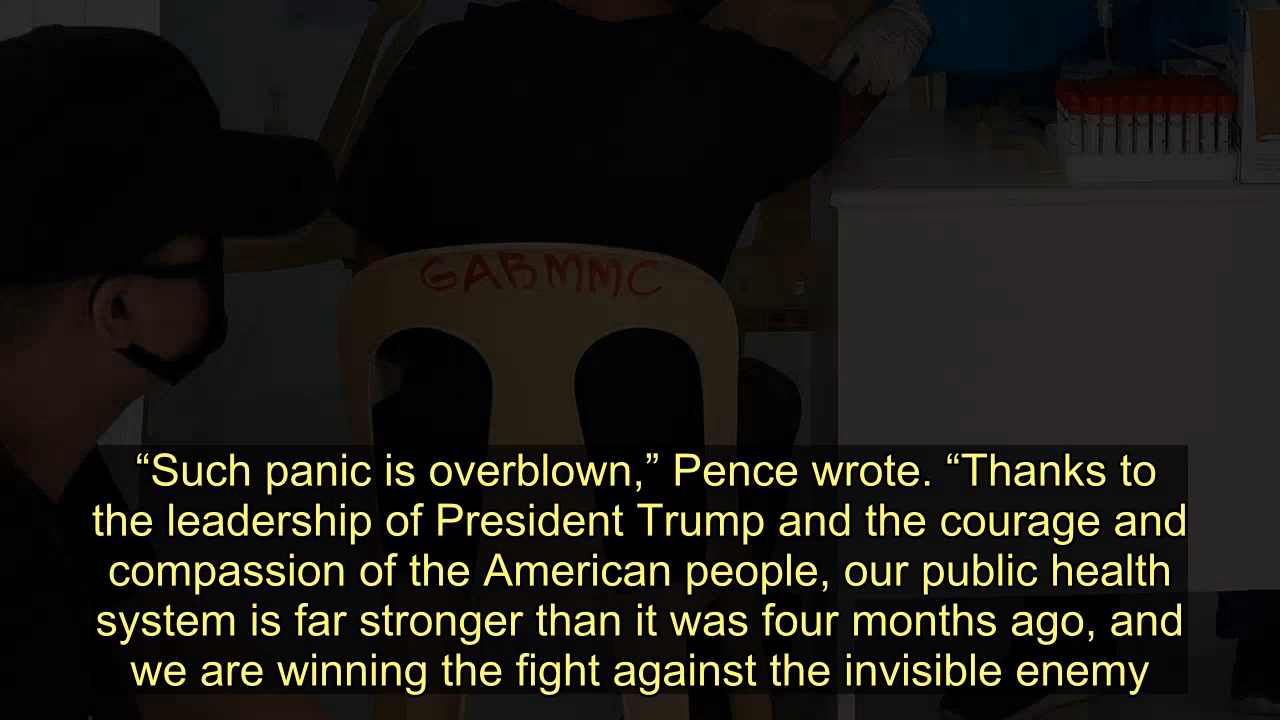 GABMMC
“Such panic is overblown,” Pence wrote. “Thanks to
the leadership of President Trump and the courage and
compassion of the American people, our public health
system is far stronger than it was four months ago, and
we are winning the fight against the invisible enemy